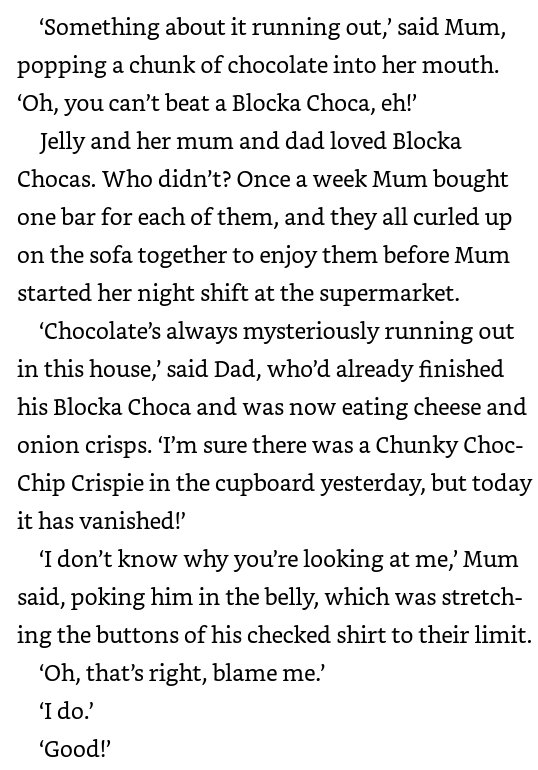 ‘Something about it running out,’ said Mum,
popping a chunk of chocolate into her mouth.
‘Oh, you can’t beat a Blocka Choca, eh!’
Jelly and her mum and dad loved Blocka
Chocas. Who didn’t? Once a week Mum bought
one bar for each of them, and they all curled up
on the sofa together to enjoy them before Mum
started her night shift at the supermarket.
‘Chocolate’s always mysteriously running out
in this house,’ said Dad, who’d already finished
his Blocka Choca and was now eating cheese and
onion crisps. ‘I’m sure there was a Chunky Choc-
Chip Crispie in the cupboard yesterday, but today
it has vanished!’
‘I don’t know why you’re looking at me,’ Mum
said, poking him in the belly, which was stretch-
ing the buttons of his checked shirt to their limit.
‘Oh, that’s right, blame me.’
‘I do.’
‘Good!’